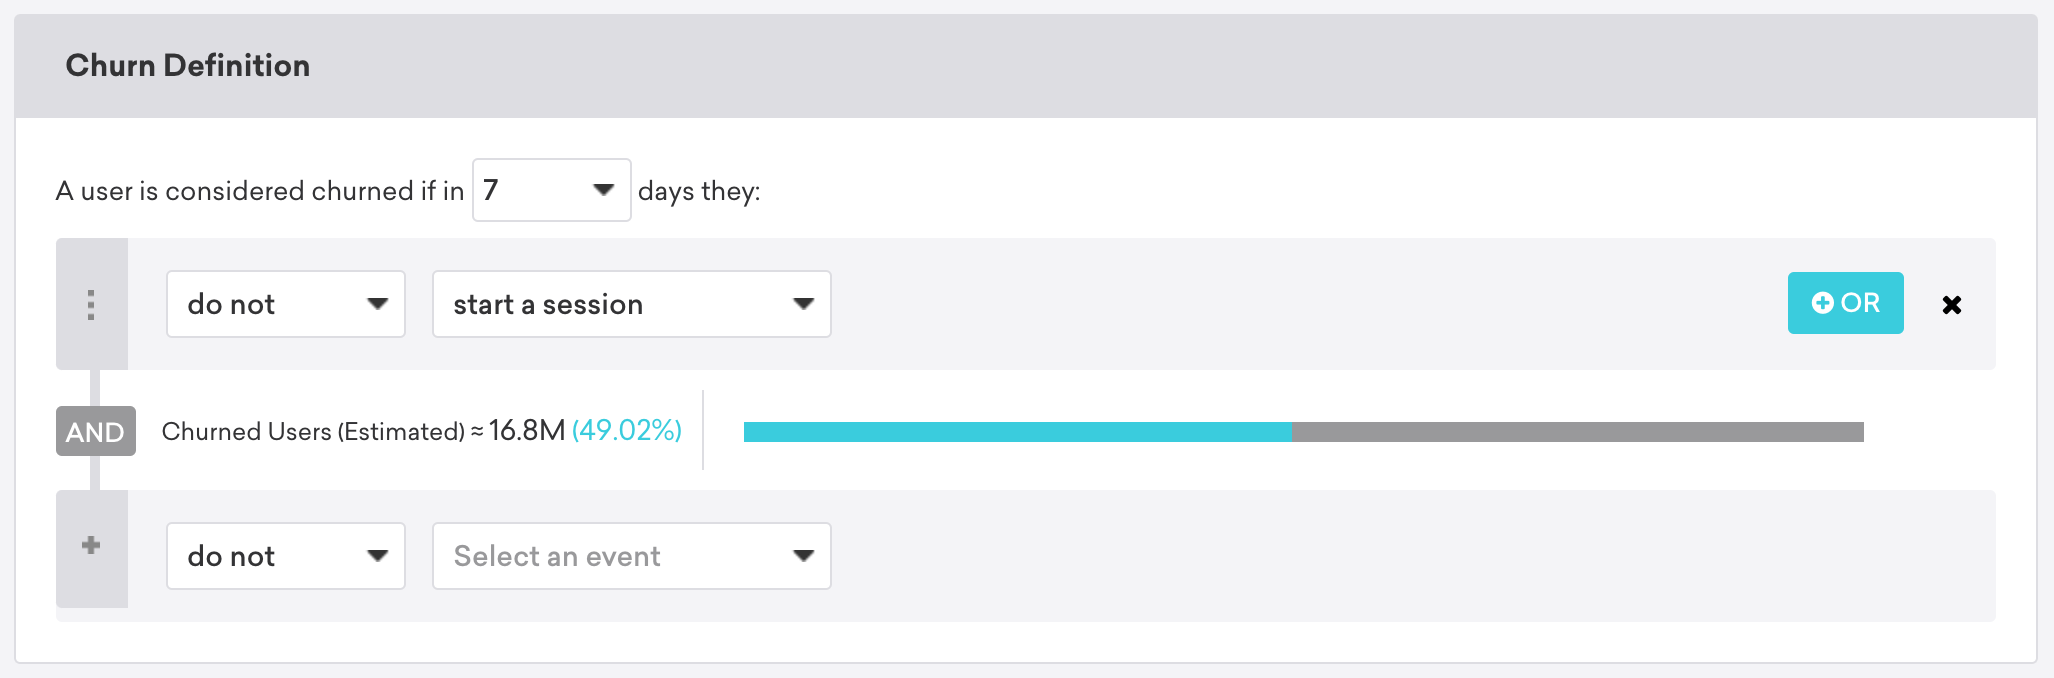 Churn Definition
A user is considered churned if in 7 days they:
do not start a session OR
AND Churned Users (Estimated) ≈ 16.8M (49.02%)
do not Select an event